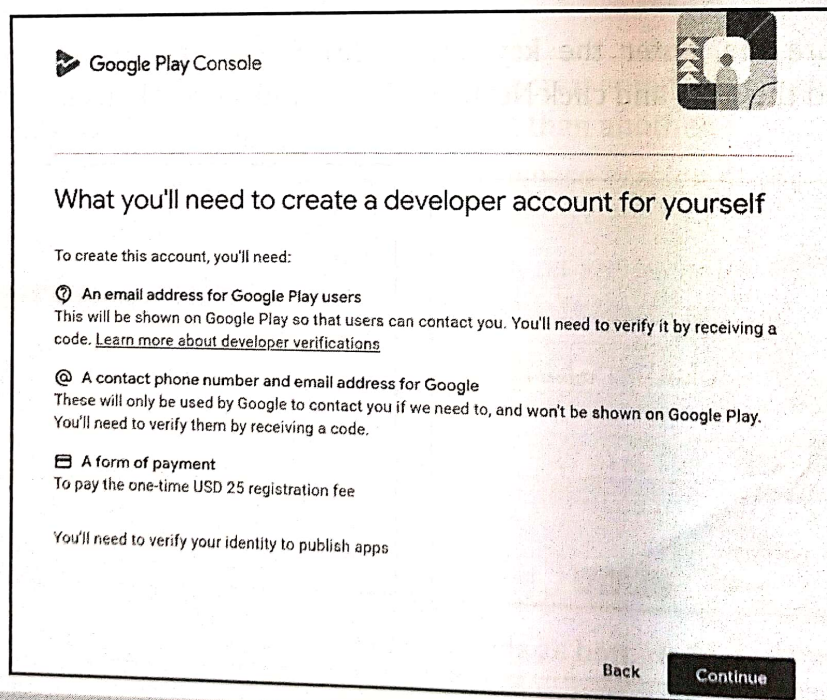 Google Play Console
What you'll need to create a developer account for yourself
To create this account, you'll need:
An email address for Google Play users
This will be shown on Google Play so that users can contact you. You'll need to verify it by receiving a
code. Learn more about developer verifications
@ A contact phone number and email address for Google
These will only be used by Google to contact you if we need to, and won't be shown on Google Play.
You'll need to verify them by receiving a code.
A form of payment
To pay the one-time USD 25 registration fee
You'll need to verify your identity to publish apps
Back Continue